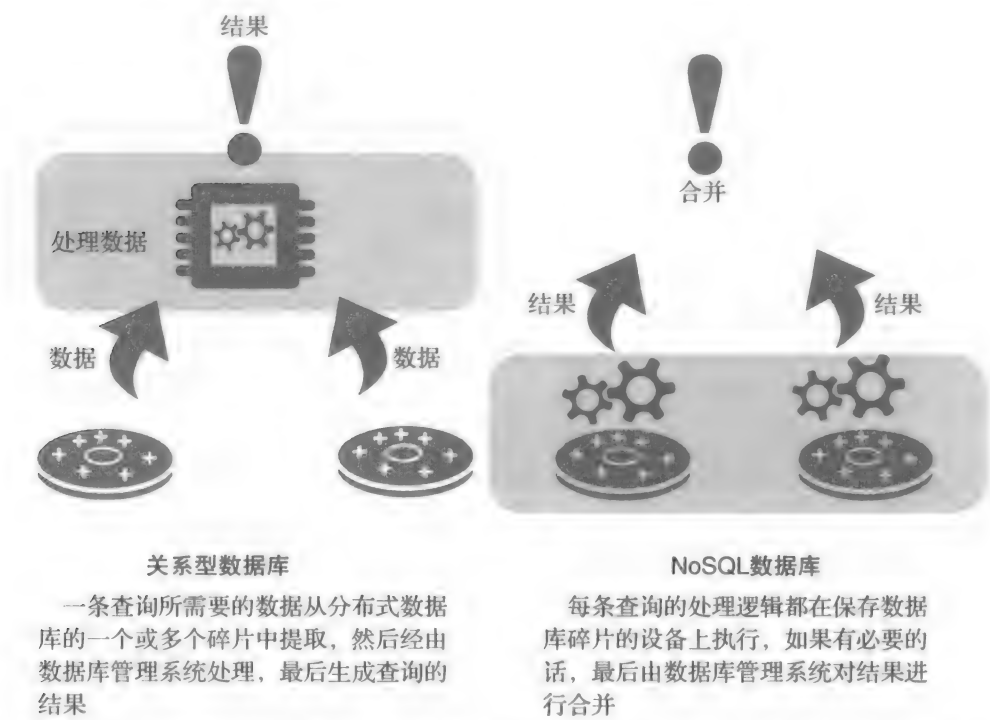 结果
处理数据
数据
数据
关系型数据库
一条查询所需要的数据从分布式数据
库的一个或多个碎片中提取，然后经由
数据库管理系统处理，最后生成查询的
结果
合并
结果
结果
NoSQL数据库
每条查询的处理逻辑都在保存数据
库碎片的设备上执行，如果有必要的
话，最后由数据库管理系统对结果进
行合并